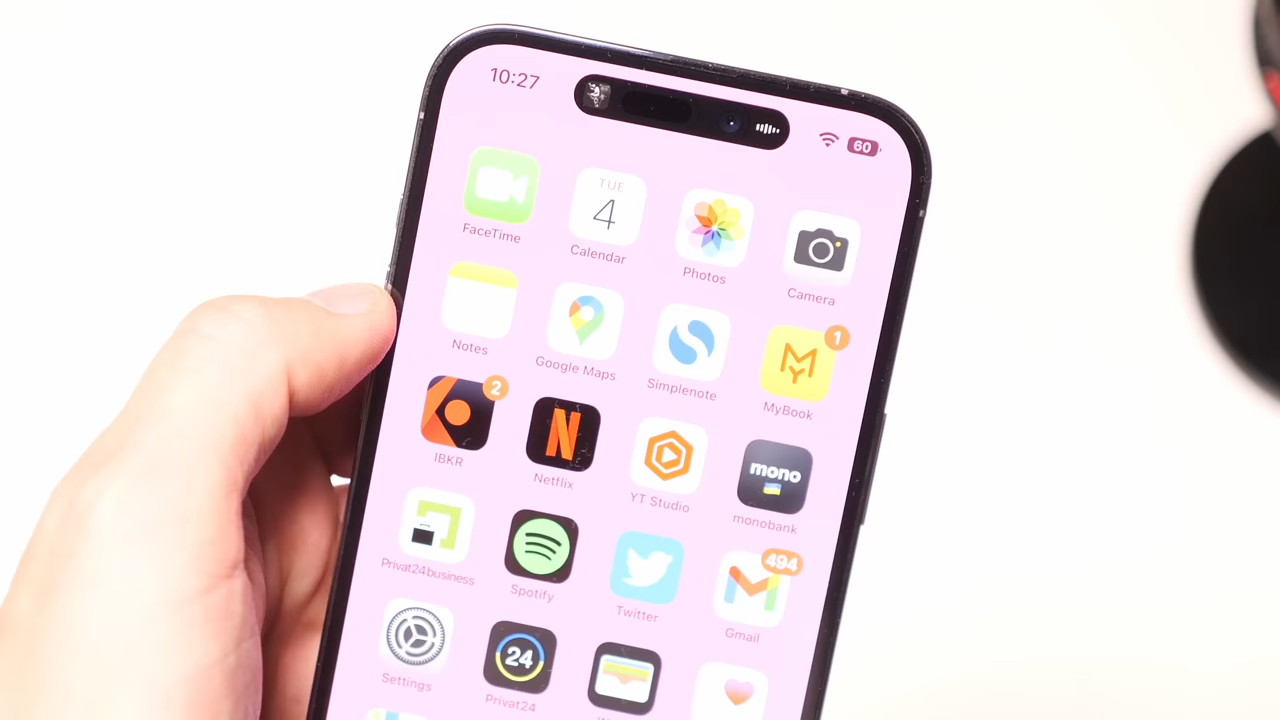 10:27
60
TUE
4
FaceTime
Calendar
Photos
Camera
1
Notes
Google Maps
Simplenote
MyBook
2
mono
IBKR
Netflix
YT Studio
monobank
494
Privat24business
Spotify
Twitter
Gmail
24
Settings
Privat24